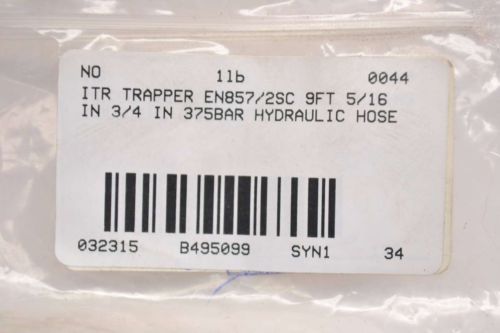 NO 11b 0044
ITR TRAPPER EN857/2SC 9FT 5/16
IN 3/4 IN 375BAR HYDRAULIC HOSE
032315 B495099 SYN1 34